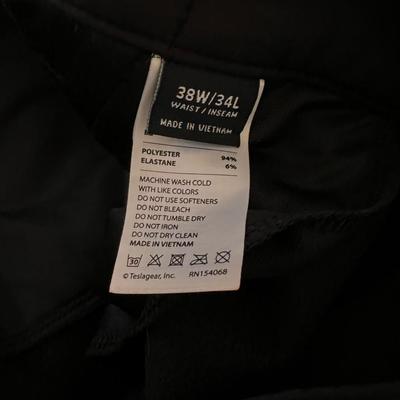 38W/34L
WAIST / INSEAM
MADE IN VIETNAM
POLYESTER 94%
ELASTANE 6%
MACHINE WASH COLD
WITH LIKE COLORS
DO NOT USE SOFTENERS
DO NOT BLEACH
DO NOT TUMBLE DRY
DO NOT IRON
DO NOT DRY CLEAN
MADE IN VIETNAM
30
© Teslagear, Inc. RN154068